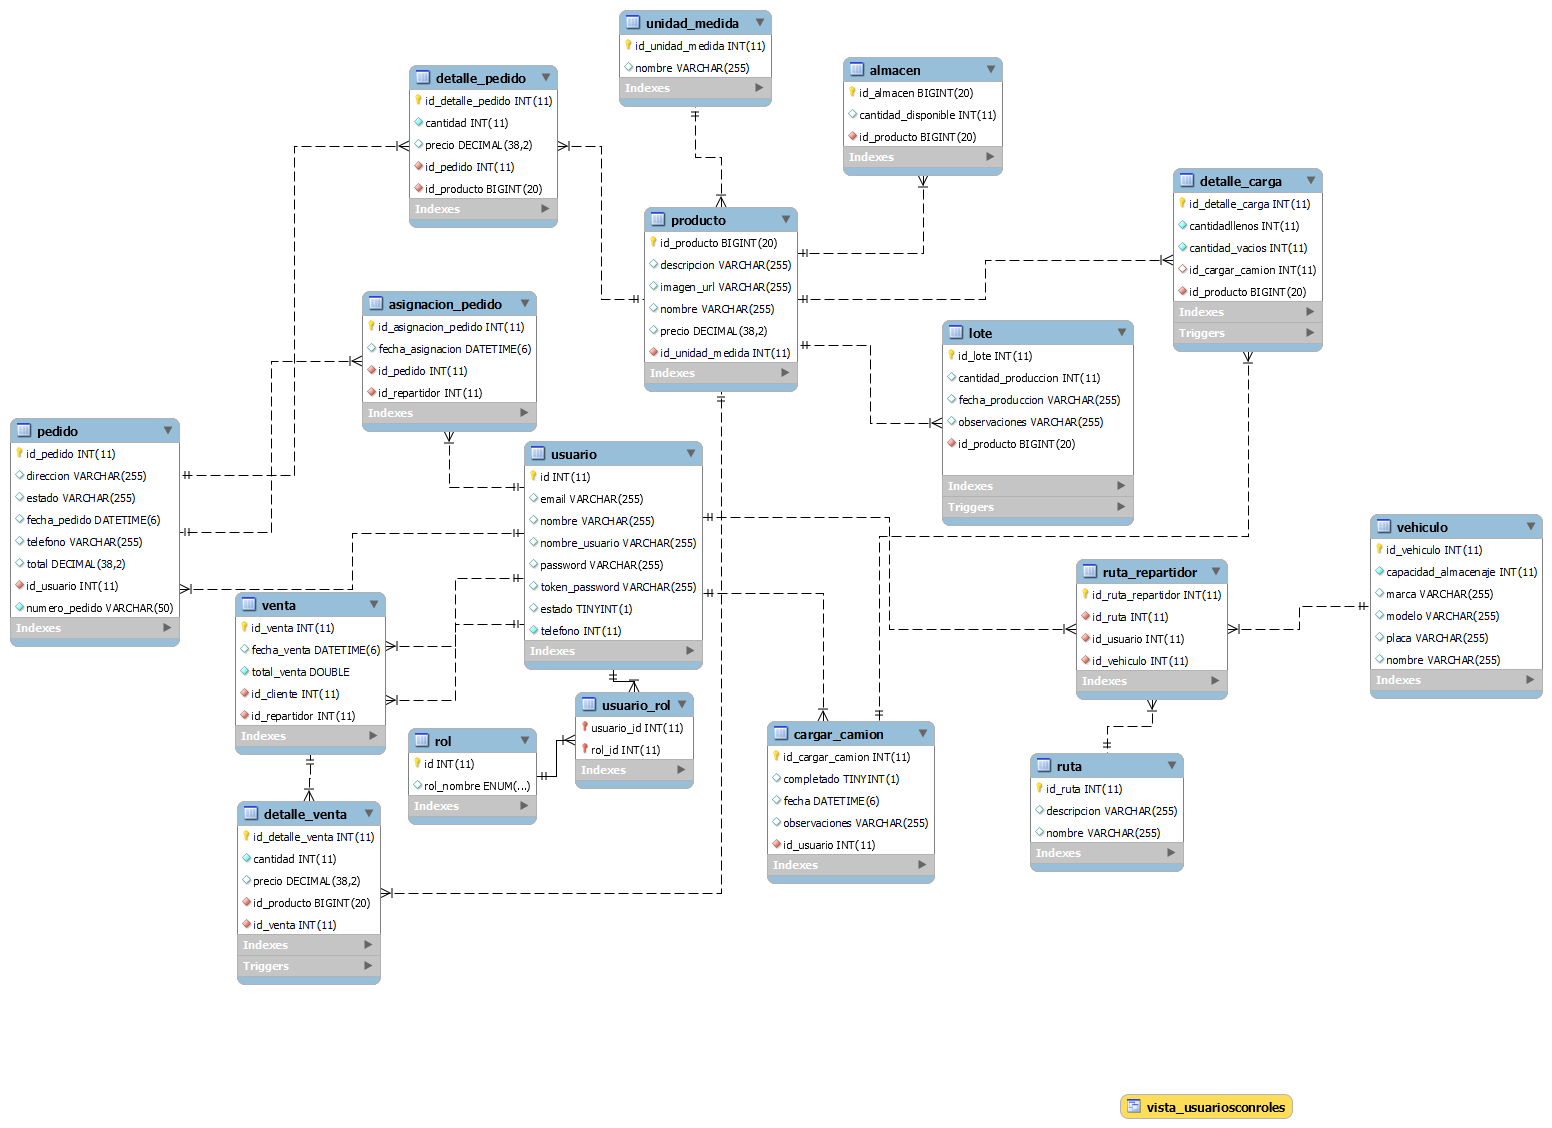 unidad_medida
id_unidad_medida INT(11)
nombre VARCHAR(255)
Indexes
detalle_pedido
id_detalle_pedido INT(11)
cantidad INT(11)
precio DECIMAL(38,2)
id_pedido INT(11)
id_producto BIGINT(20)
Indexes
almacen
id_almacen BIGINT(20)
cantidad_disponible INT(11)
id_producto BIGINT(20)
Indexes
detalle_carga
id_detalle_carga INT(11)
cantidadllenos INT(11)
cantidad_vacios INT(11)
id_cargar_camion INT(11)
id_producto BIGINT(20)
Indexes
Triggers
producto
id_producto BIGINT(20)
descripcion VARCHAR(255)
imagen_url VARCHAR(255)
nombre VARCHAR(255)
precio DECIMAL(38,2)
id_unidad_medida INT(11)
Indexes
asignacion_pedido
id_asignacion_pedido INT(11)
fecha_asignacion DATETIME(6)
id_pedido INT(11)
id_repartidor INT(11)
Indexes
lote
id_lote INT(11)
cantidad_produccion INT(11)
fecha_produccion VARCHAR(255)
observaciones VARCHAR(255)
id_producto BIGINT(20)
Indexes
Triggers
pedido
id_pedido INT(11)
direccion VARCHAR(255)
estado VARCHAR(255)
fecha_pedido DATETIME(6)
telefono VARCHAR(255)
total DECIMAL(38,2)
id_usuario INT(11)
numero_pedido VARCHAR(50)
Indexes
usuario
id INT(11)
email VARCHAR(255)
nombre VARCHAR(255)
nombre_usuario VARCHAR(255)
password VARCHAR(255)
token_password VARCHAR(255)
estado TINYINT(1)
telefono INT(11)
Indexes
vehiculo
id_vehiculo INT(11)
capacidad_almacenaje INT(11)
marca VARCHAR(255)
modelo VARCHAR(255)
placa VARCHAR(255)
nombre VARCHAR(255)
Indexes
ruta_repartidor
id_ruta_repartidor INT(11)
id_ruta INT(11)
id_usuario INT(11)
id_vehiculo INT(11)
Indexes
venta
id_venta INT(11)
fecha_venta DATETIME(6)
total_venta DOUBLE
id_cliente INT(11)
id_repartidor INT(11)
Indexes
usuario_rol
usuario_id INT(11)
rol_id INT(11)
Indexes
rol
id INT(11)
rol_nombre ENUM(...)
Indexes
cargar_camion
id_cargar_camion INT(11)
completado TINYINT(1)
fecha DATETIME(6)
observaciones VARCHAR(255)
id_usuario INT(11)
Indexes
ruta
id_ruta INT(11)
descripcion VARCHAR(255)
nombre VARCHAR(255)
Indexes
detalle_venta
id_detalle_venta INT(11)
cantidad INT(11)
precio DECIMAL(38,2)
id_producto BIGINT(20)
id_venta INT(11)
Indexes
Triggers
vista_usuariosconroles